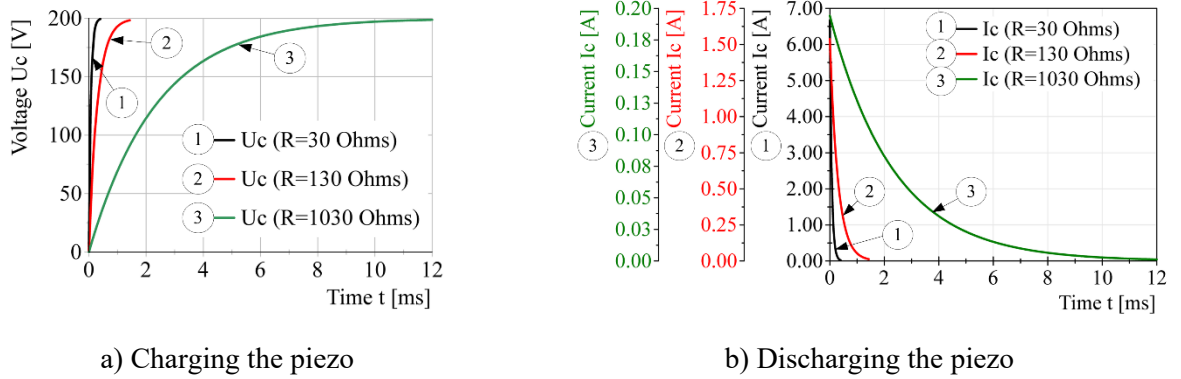 Voltage Uc [V]
200
150
100
50
0
1
2
3
1 Uc (R=30 Ohms)
2 Uc (R=130 Ohms)
3 Uc (R=1030 Ohms)
0 2 4 6 8 10 12
Time t [ms]
a) Charging the piezo
3 Current Ic [A]
0.20
0.18
0.15
0.13
0.10
0.08
0.05
0.03
0.00
2 Current Ic [A]
1.75
1.50
1.25
1.00
0.75
0.50
0.25
0.00
1 Current Ic [A]
7.00
6.00
5.00
4.00
3.00
2.00
1.00
0.00
1 Ic (R=30 Ohms)
2 Ic (R=130 Ohms)
3 Ic (R=1030 Ohms)
2
3
1
0 2 4 6 8 10 12
Time t [ms]
b) Discharging the piezo